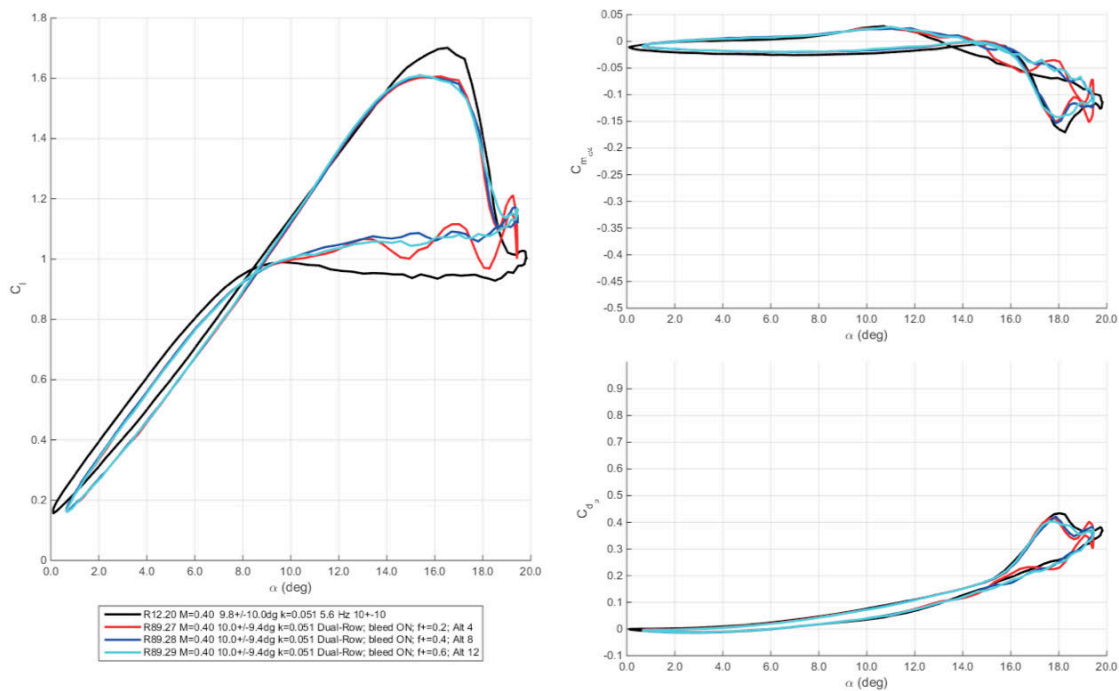 1.8
1.6
1.4
1.2
1
0.8
0.6
0.4
0.2
0
C_l
0.0 2.0 4.0 6.0 8.0 10.0 12.0 14.0 16.0 18.0 20.0
α (deg)
R12.20 M=0.40 9.8+/-10.0dg k=0.051 5.6 Hz 10+-10
R89.27 M=0.40 10.0+/-9.4dg k=0.051 Dual-Row; bleed ON; f+=0.2; Alt 4
R89.28 M=0.40 10.0+/-9.4dg k=0.051 Dual-Row; bleed ON; f+=0.4; Alt 8
R89.29 M=0.40 10.0+/-9.4dg k=0.051 Dual-Row; bleed ON; f+=0.6; Alt 12
0.05
0
-0.05
-0.1
-0.15
-0.2
-0.25
-0.3
-0.35
-0.4
-0.45
-0.5
C_m
0.0 2.0 4.0 6.0 8.0 10.0 12.0 14.0 16.0 18.0 20.0
α (deg)
0.9
0.8
0.7
0.6
0.5
0.4
0.3
0.2
0.1
0
-0.1
C_d_p
0.0 2.0 4.0 6.0 8.0 10.0 12.0 14.0 16.0 18.0 20.0
α (deg)